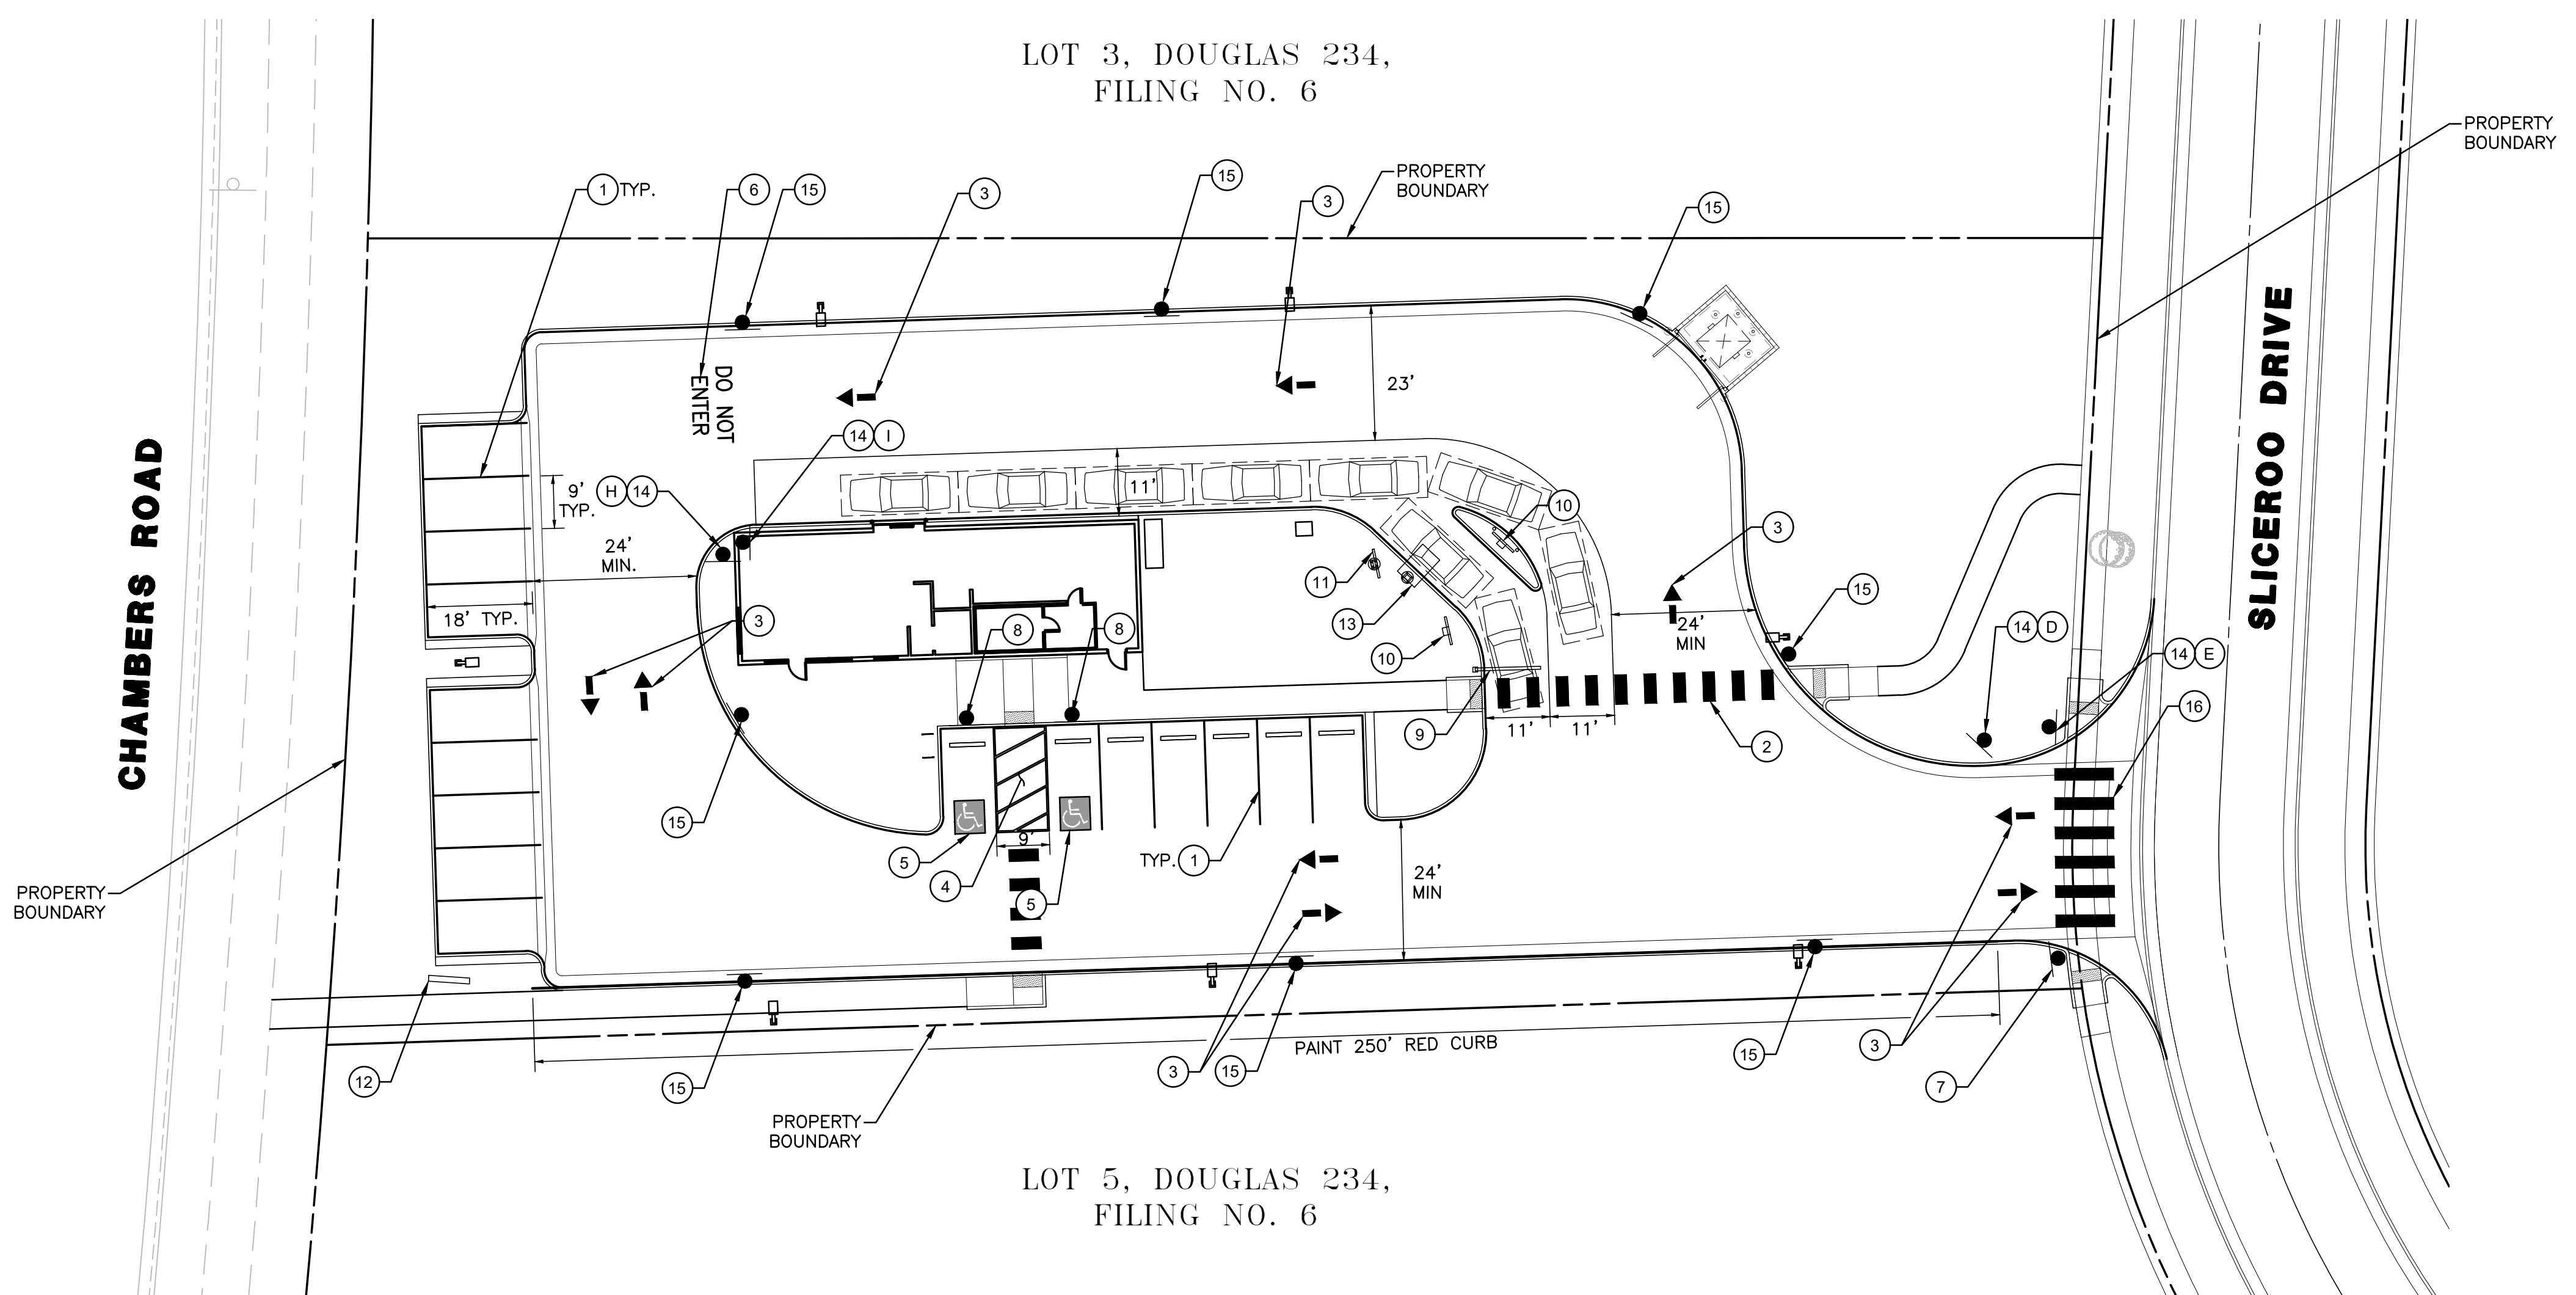 LOT 3, DOUGLAS 234,
FILING NO. 6
PROPERTY
BOUNDARY
PROPERTY
BOUNDARY
1 TYP.
6
15
3
15
3
15
DO NOT
ENTER
23'
14 I
H 14
9'
TYP.
11'
10
3
24'
MIN.
11
15
18' TYP.
3
8
8
13
24'
MIN
14 D
10
14 E
16
9
11'
11'
2
15
9'
5
4
5
TYP. 1
24'
MIN
3
PROPERTY
BOUNDARY
CHAMBERS ROAD
SLICEROO DRIVE
12
15
3
15
PAINT 250' RED CURB
15
3
7
PROPERTY
BOUNDARY
LOT 5, DOUGLAS 234,
FILING NO. 6